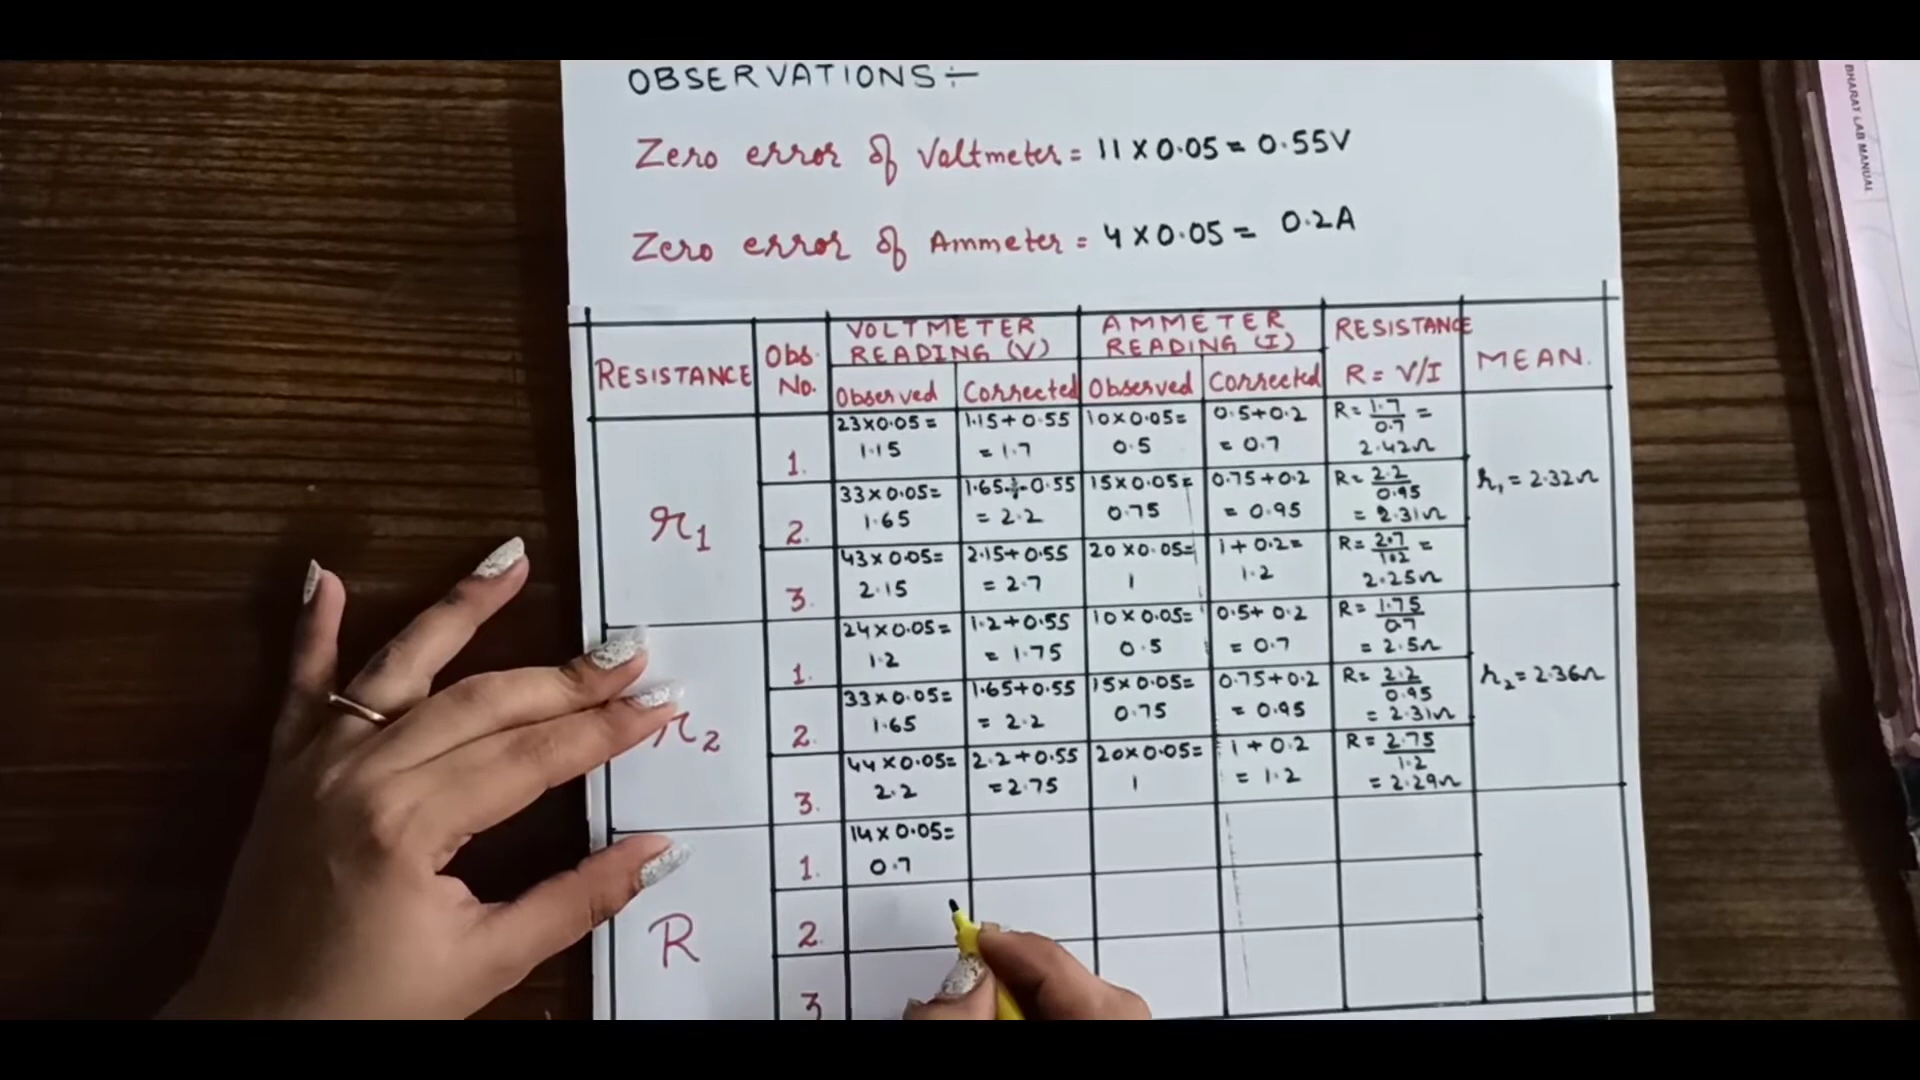 OBSERVATIONS ÷
Zero error of Voltmeter = 11 × 0.05 = 0.55V
Zero error of Ammeter = 4 × 0.05 = 0.2A
RESISTANCE
Obs.
No.
VOLTMETER
READING (V)
AMMETER
READING (I)
RESISTANCE
R = V/I
MEAN.
Observed
Corrected
Observed
Corrected
r1
1.
23×0.05=
1.15
1.15+0.55
= 1.7
10×0.05=
0.5
0.5+0.2
= 0.7
R= 1.7/0.7 =
2.42Ω
r1 = 2.32Ω
2.
33×0.05=
1.65
1.65+0.55
= 2.2
15×0.05=
0.75
0.75+0.2
= 0.95
R= 2.2/0.95
= 2.31Ω
3.
43×0.05=
2.15
2.15+0.55
= 2.7
20×0.05=
1
1+0.2=
1.2
R= 2.7/1.2 =
2.25Ω
r2
1.
24×0.05=
1.2
1.2+0.55
= 1.75
10×0.05=
0.5
0.5+0.2
= 0.7
R= 1.75/0.7
= 2.5Ω
r2 = 2.36Ω
2.
33×0.05=
1.65
1.65+0.55
= 2.2
15×0.05=
0.75
0.75+0.2
= 0.95
R= 2.2/0.95
= 2.31Ω
3.
44×0.05=
2.2
2.2+0.55
=2.75
20×0.05=
1
1+0.2
= 1.2
R= 2.75/1.2
= 2.29Ω
R
1.
14×0.05=
0.7
2.
3
BHARAT LAB MANUAL